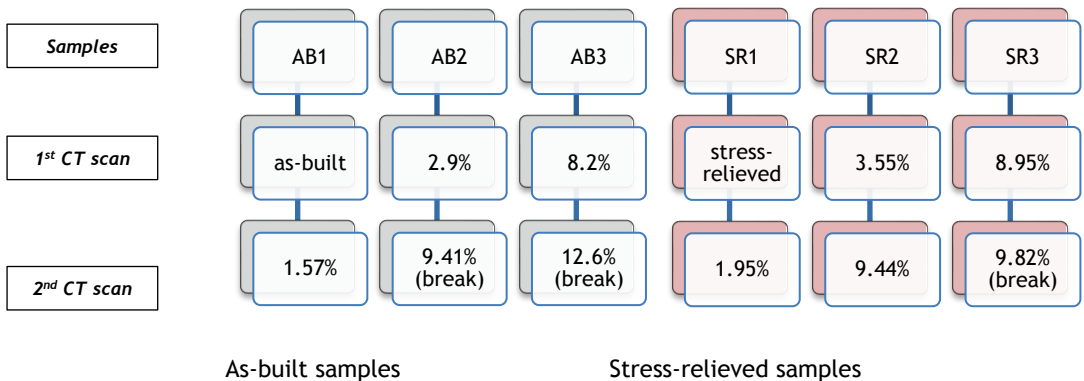 Samples
AB1
AB2
AB3
SR1
SR2
SR3
1st CT scan
as-built
2.9%
8.2%
stress-
relieved
3.55%
8.95%
2nd CT scan
1.57%
9.41%
(break)
12.6%
(break)
1.95%
9.44%
9.82%
(break)
As-built samples
Stress-relieved samples